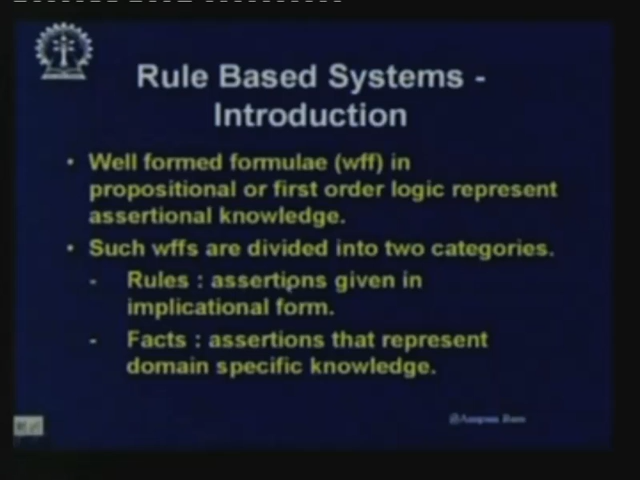 Rule Based Systems -
Introduction
• Well formed formulae (wff) in
propositional or first order logic represent
assertional knowledge.
• Such wffs are divided into two categories.
- Rules : assertions given in
implicational form.
- Facts : assertions that represent
domain specific knowledge.